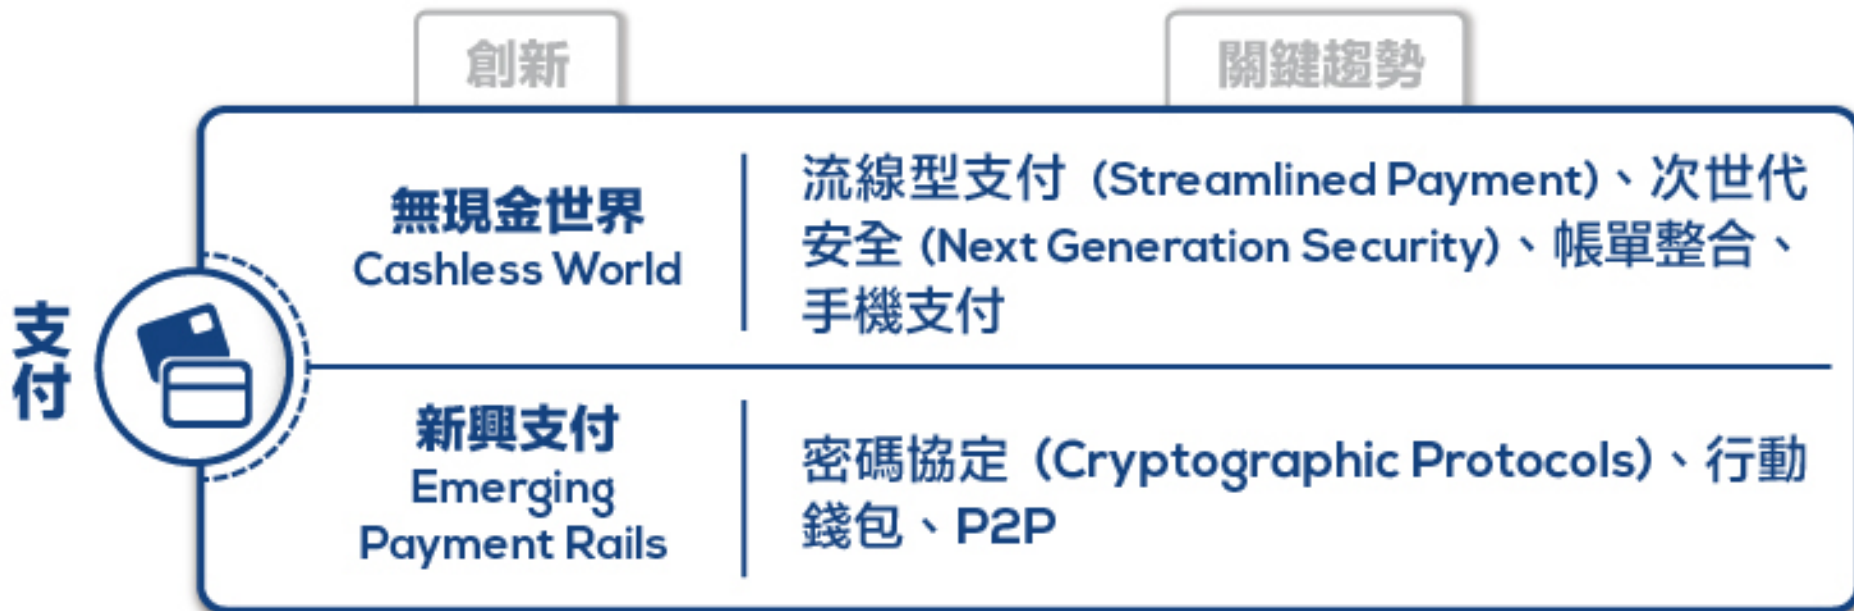 創新
關鍵趨勢
支付
無現金世界
Cashless World
流線型支付 (Streamlined Payment)、次世代
安全 (Next Generation Security)、帳單整合、
手機支付
新興支付
Emerging
Payment Rails
密碼協定 (Cryptographic Protocols)、行動
錢包、P2P